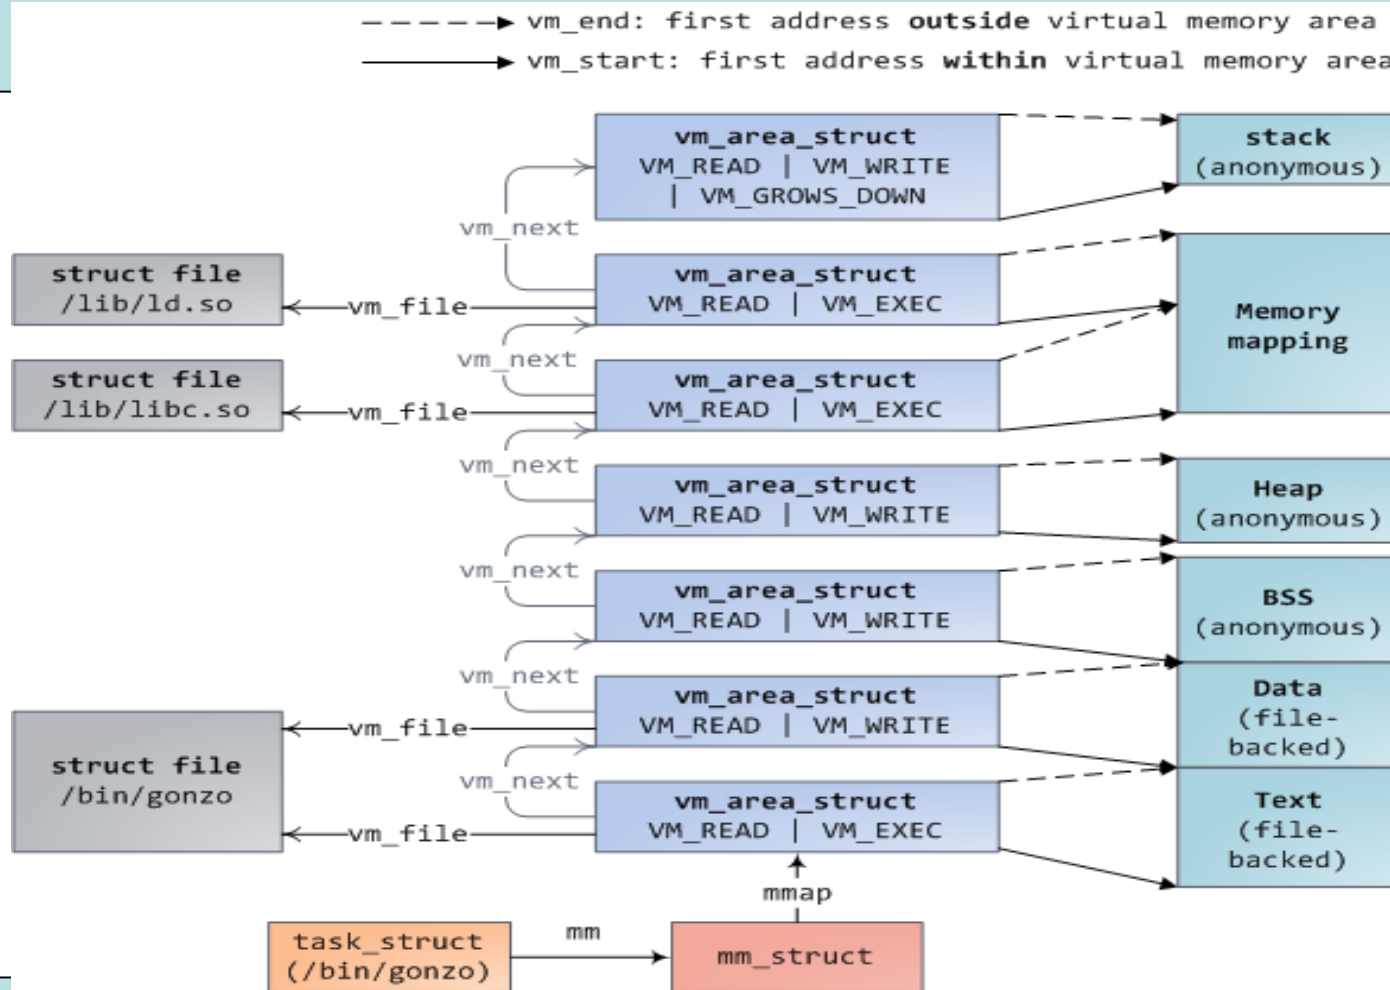 vm_end: first address outside virtual memory area
vm_start: first address within virtual memory area
vm_area_struct
VM_READ | VM_WRITE
| VM_GROWS_DOWN
stack
(anonymous)
vm_next
struct file
/lib/ld.so
vm_file
vm_area_struct
VM_READ | VM_EXEC
Memory
mapping
vm_next
struct file
/lib/libc.so
vm_file
vm_area_struct
VM_READ | VM_EXEC
vm_next
vm_area_struct
VM_READ | VM_WRITE
Heap
(anonymous)
vm_next
vm_area_struct
VM_READ | VM_WRITE
BSS
(anonymous)
vm_next
vm_file
vm_area_struct
VM_READ | VM_WRITE
Data
(file-
backed)
struct file
/bin/gonzo
vm_next
vm_file
vm_area_struct
VM_READ | VM_EXEC
Text
(file-
backed)
mmap
task_struct
(/bin/gonzo)
mm
mm_struct